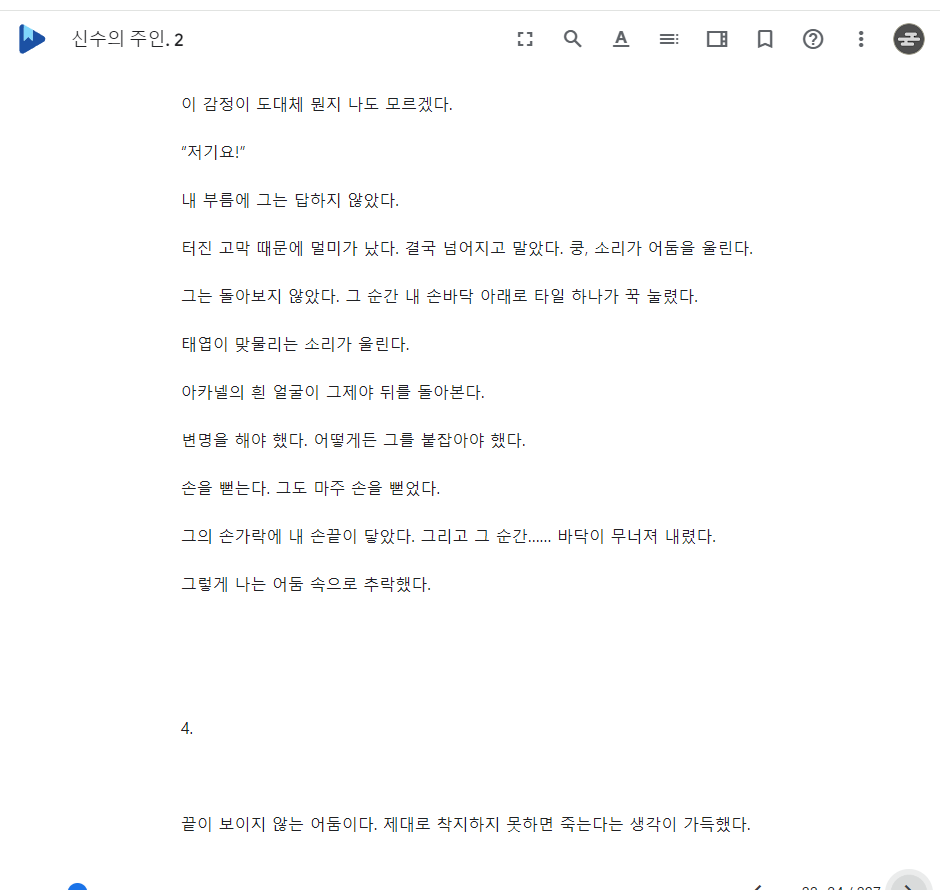 신수의 주인. 2
이 감정이 도대체 뭔지 나도 모르겠다.
“저기요!”
내 부름에 그는 답하지 않았다.
터진 고막 때문에 멀미가 났다. 결국 넘어지고 말았다. 쿵, 소리가 어둠을 울린다.
그는 돌아보지 않았다. 그 순간 내 손바닥 아래로 타일 하나가 꾹 눌렸다.
태엽이 맞물리는 소리가 울린다.
아카넬의 흰 얼굴이 그제야 뒤를 돌아본다.
변명을 해야 했다. 어떻게든 그를 붙잡아야 했다.
손을 뻗는다. 그도 마주 손을 뻗었다.
그의 손가락에 내 손끝이 닿았다. 그리고 그 순간...... 바닥이 무너져 내렸다.
그렇게 나는 어둠 속으로 추락했다.
4.
끝이 보이지 않는 어둠이다. 제대로 착지하지 못하면 죽는다는 생각이 가득했다.